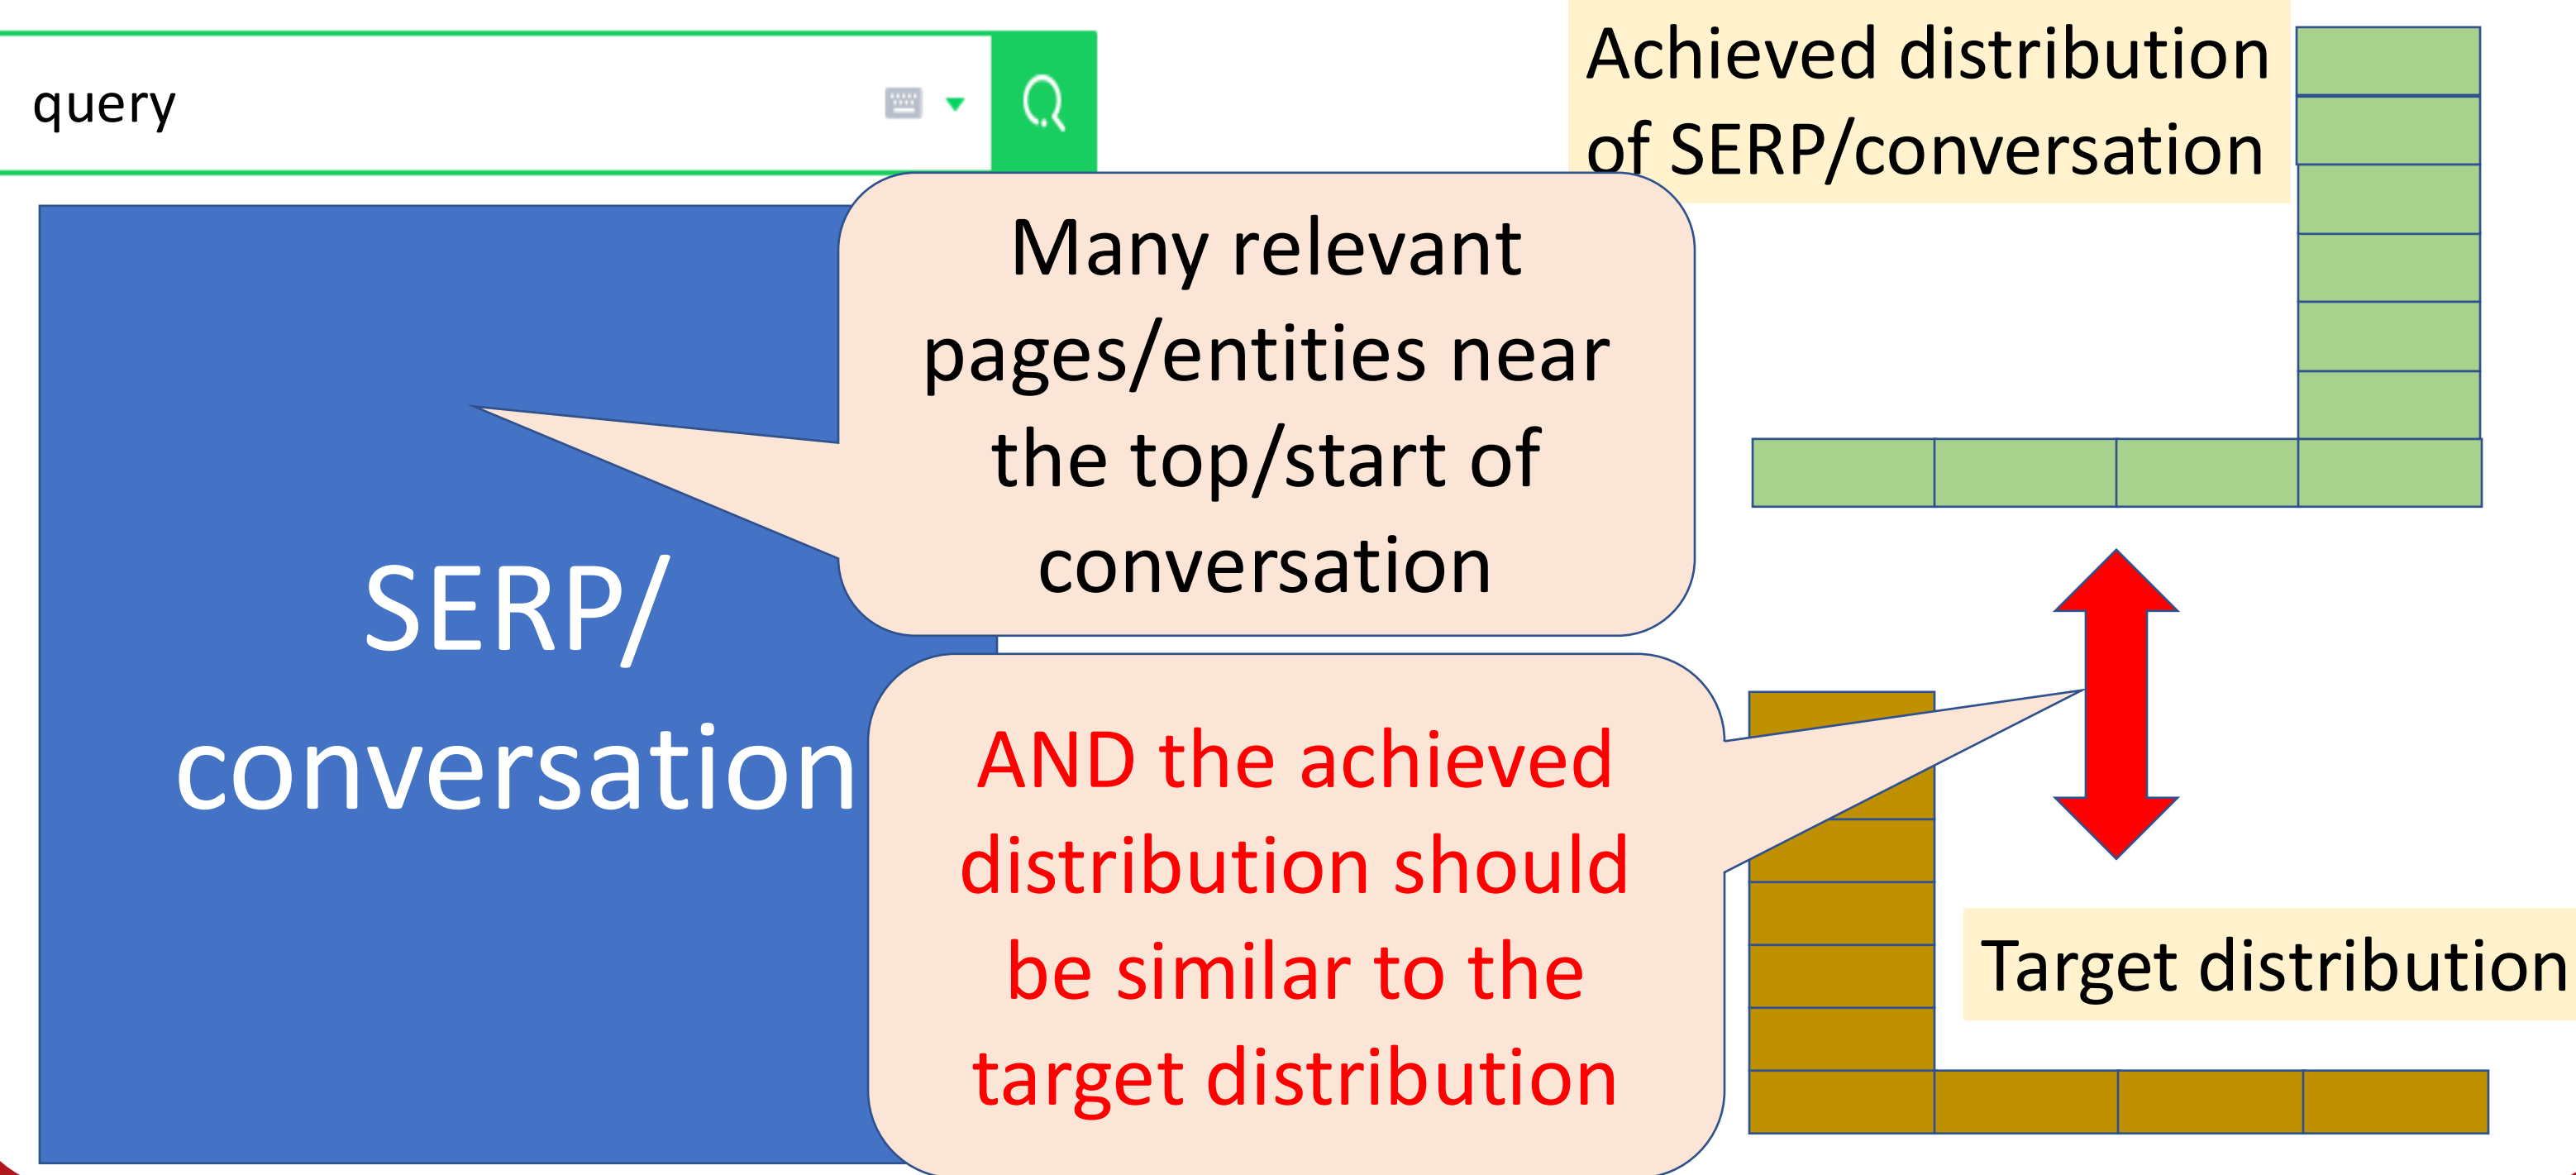 query
Achieved distribution
of SERP/conversation
Many relevant
pages/entities near
the top/start of
conversation
SERP/
conversation
AND the achieved
distribution should
be similar to the
target distribution
Target distribution